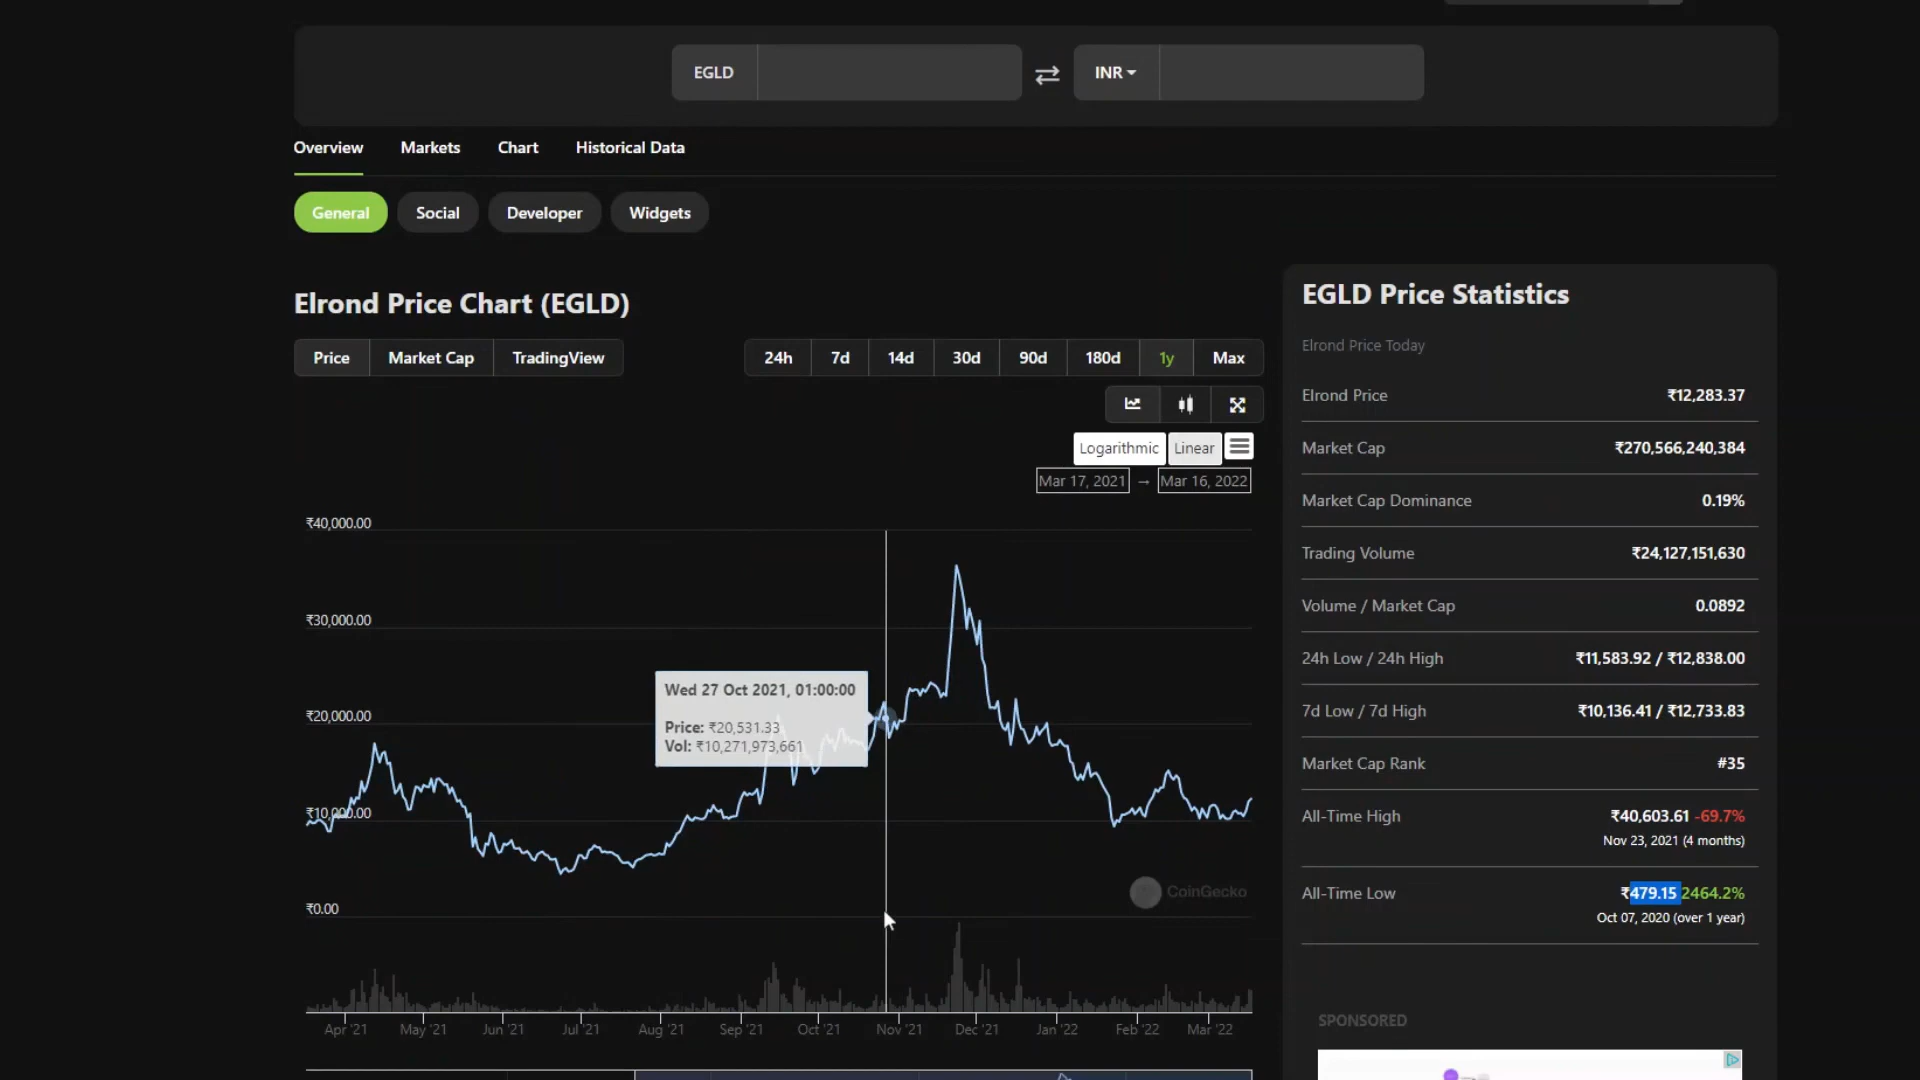 EGLD
INR
Overview Markets Chart Historical Data
General Social Developer Widgets
Elrond Price Chart (EGLD)
Price Market Cap TradingView
24h 7d 14d 30d 90d 180d 1y Max
Logarithmic Linear
Mar 17, 2021 → Mar 16, 2022
₹40,000.00
₹30,000.00
₹20,000.00
₹10,000.00
₹0.00
Wed 27 Oct 2021, 01:00:00
Price: ₹20,531.33
Vol: ₹10,271,973,661
CoinGecko
Apr '21 May '21 Jun '21 Jul '21 Aug '21 Sep '21 Oct '21 Nov '21 Dec '21 Jan '22 Feb '22 Mar '22
EGLD Price Statistics
Elrond Price Today
Elrond Price ₹12,283.37
Market Cap ₹270,566,240,384
Market Cap Dominance 0.19%
Trading Volume ₹24,127,151,630
Volume / Market Cap 0.0892
24h Low / 24h High ₹11,583.92 / ₹12,838.00
7d Low / 7d High ₹10,136.41 / ₹12,733.83
Market Cap Rank #35
All-Time High ₹40,603.61 -69.7%
Nov 23, 2021 (4 months)
All-Time Low ₹479.15 2464.2%
Oct 07, 2020 (over 1 year)
SPONSORED